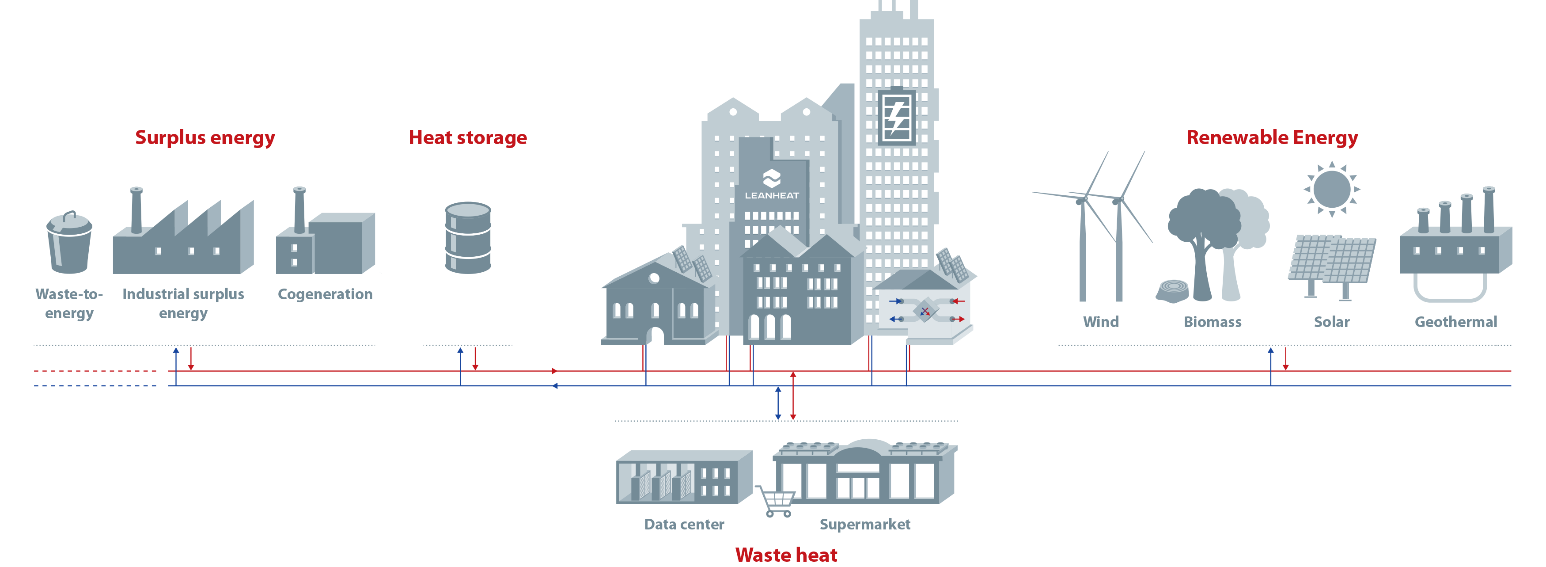 Surplus energy
Heat storage
Renewable Energy
LEANHEAT
Waste-to-
energy
Industrial surplus
energy
Cogeneration
Wind
Biomass
Solar
Geothermal
Data center
Supermarket
Waste heat